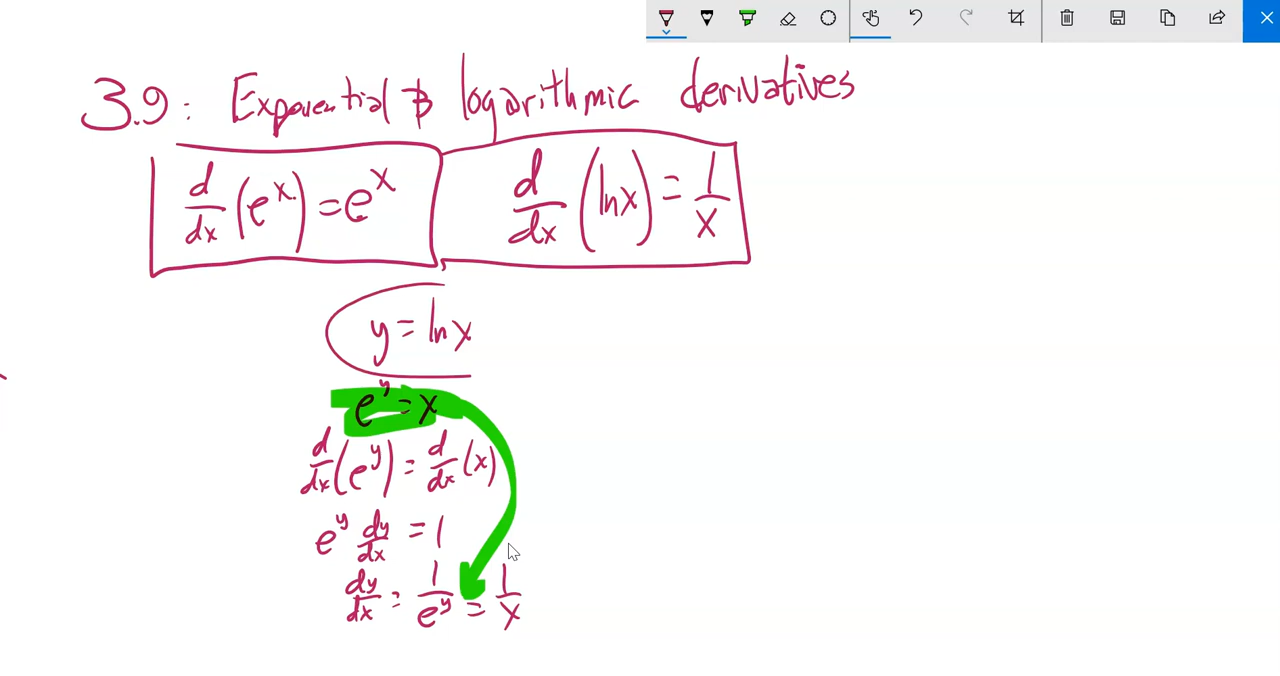 3.9: Exponential & logarithmic derivatives
d/dx (e^x) = e^x   d/dx (ln x) = 1/x
y = ln x
e^y = x
d/dx (e^y) = d/dx (x)
e^y dy/dx = 1
dy/dx = 1/e^y = 1/x